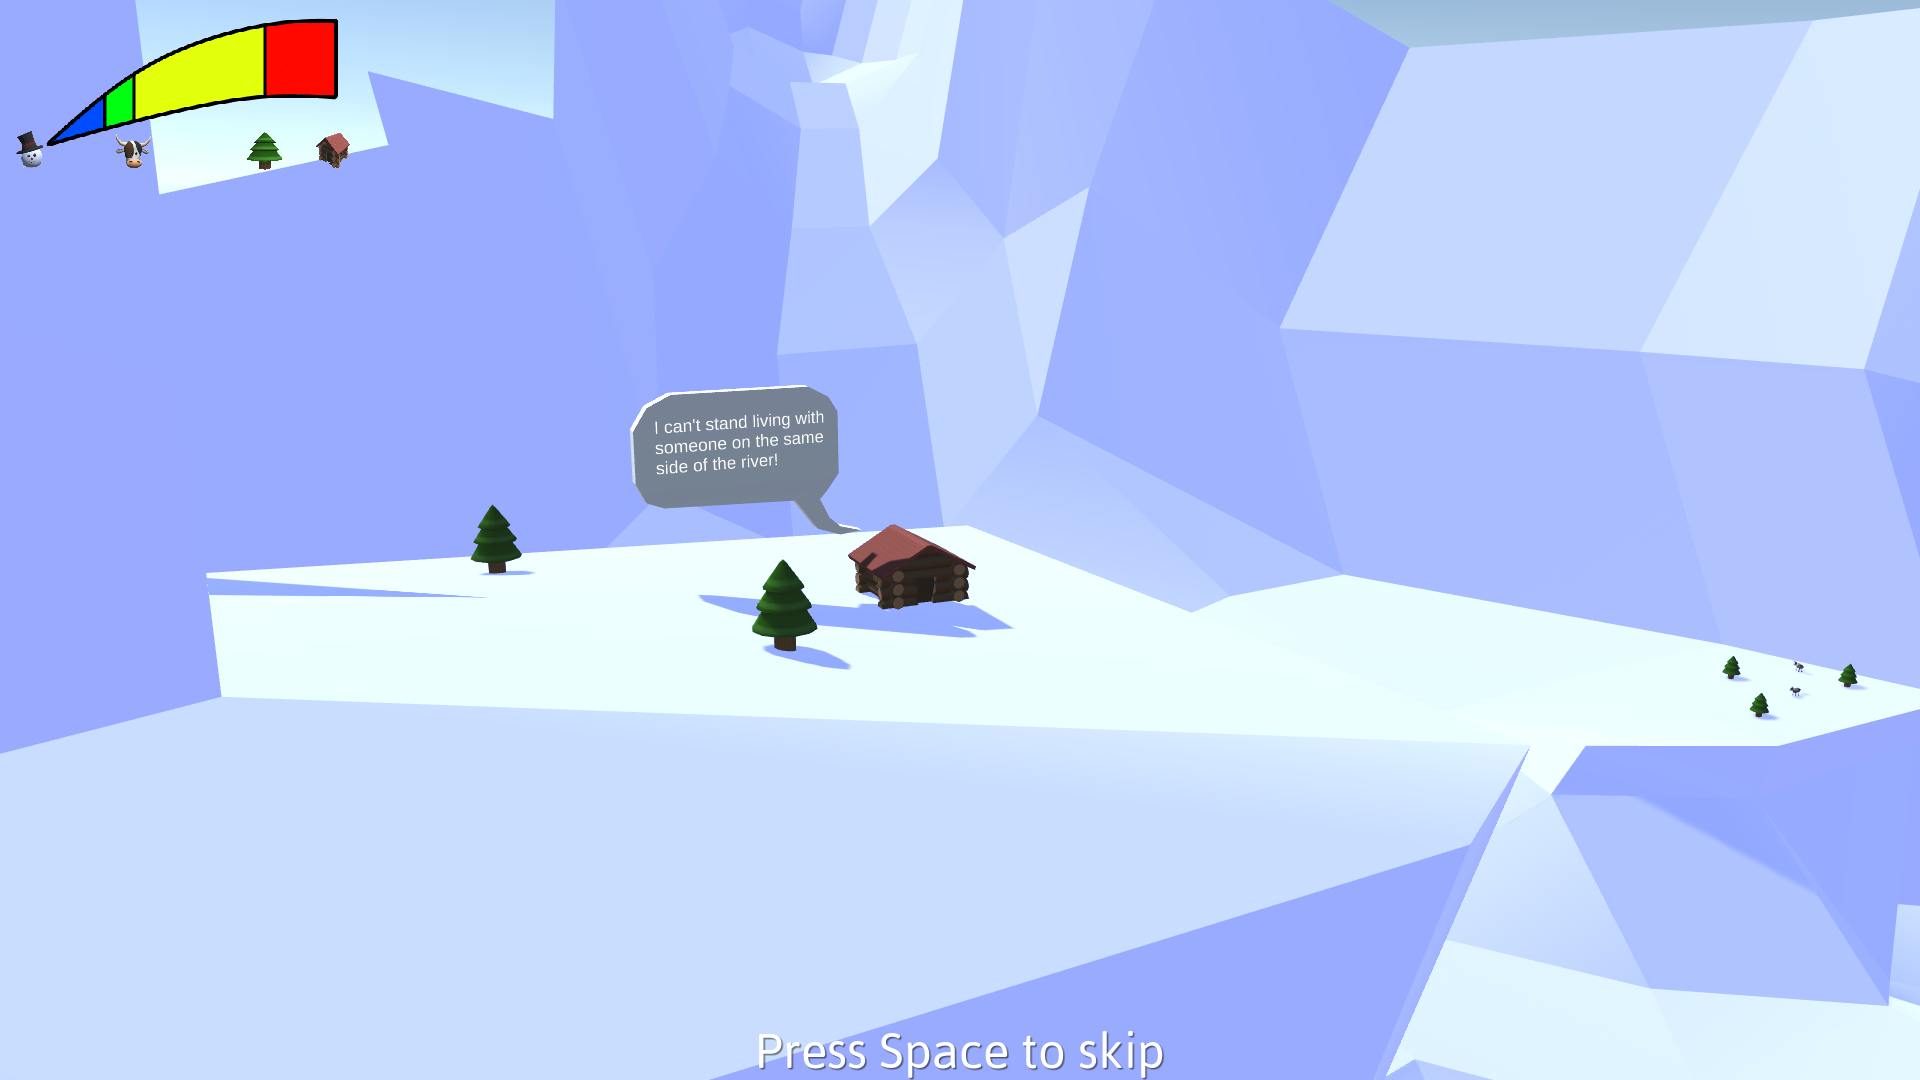 I can't stand living with
someone on the same
side of the river!
Press Space to skip